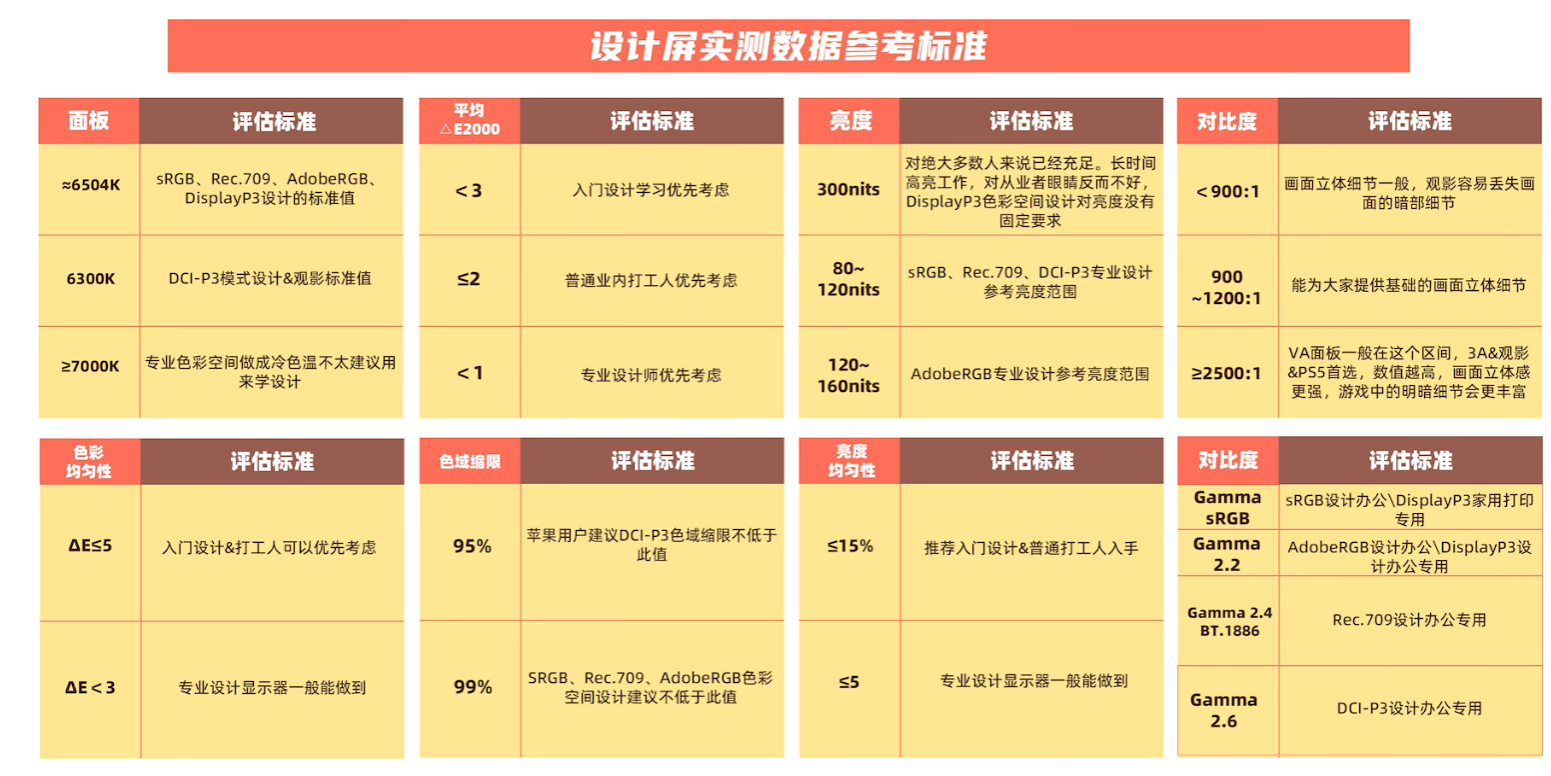 设计屏实测数据参考标准
面板
评估标准
≈6504K
sRGB、Rec.709、AdobeRGB、
DisplayP3设计的标准值
6300K
DCI-P3模式设计&观影标准值
≥7000K
专业色彩空间做成冷色温不太建议用
来学设计
平均
△E2000
评估标准
＜3
入门设计学习优先考虑
≤2
普通业内打工人优先考虑
＜1
专业设计师优先考虑
亮度
评估标准
300nits
对绝大多数人来说已经充足。长时间
高亮工作，对从业者眼睛反而不好，
DisplayP3色彩空间设计对亮度没有
固定要求
80~
120nits
sRGB、Rec.709、DCI-P3专业设计
参考亮度范围
120~
160nits
AdobeRGB专业设计参考亮度范围
对比度
评估标准
＜900:1
画面立体细节一般，观影容易丢失画
面的暗部细节
900
~1200:1
能为大家提供基础的画面立体细节
≥2500:1
VA面板一般在这个区间，3A&观影
&PS5首选，数值越高，画面立体感
更强，游戏中的明暗细节会更丰富
色彩
均匀性
评估标准
ΔE≤5
入门设计&打工人可以优先考虑
ΔE＜3
专业设计显示器一般能做到
色域缩限
评估标准
95%
苹果用户建议DCI-P3色域缩限不低于
此值
99%
SRGB、Rec.709、AdobeRGB色彩
空间设计建议不低于此值
亮度
均匀性
评估标准
≤15%
推荐入门设计&普通打工人入手
≤5
专业设计显示器一般能做到
对比度
评估标准
Gamma
sRGB
sRGB设计办公\DisplayP3家用打印
专用
Gamma
2.2
AdobeRGB设计办公\DisplayP3设
计办公专用
Gamma 2.4
BT.1886
Rec.709设计办公专用
Gamma
2.6
DCI-P3设计办公专用